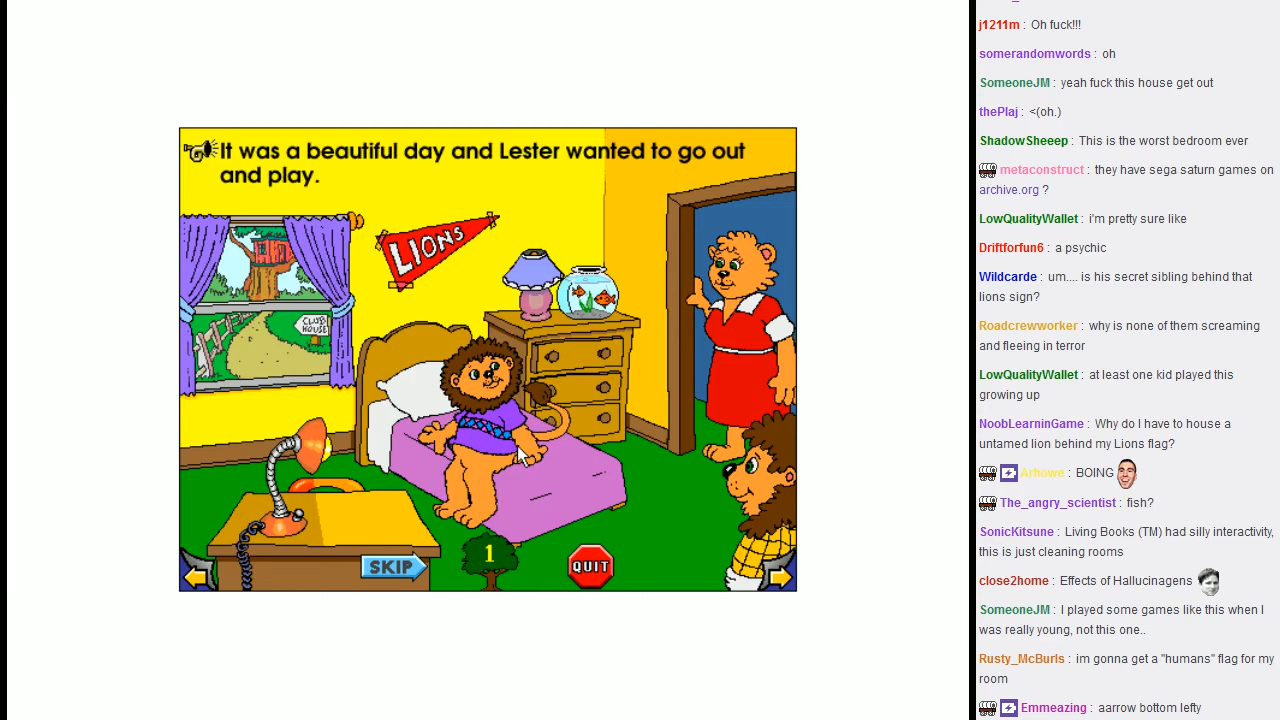 It was a beautiful day and Lester wanted to go out
and play.
LIONS
CLUB
HOUSE
SKIP
1
QUIT
j1211m : Oh fuck!!!
somerandomwords : oh
SomeoneJM : yeah fuck this house get out
thePlaj : <(oh.)
ShadowSheeep : This is the worst bedroom ever
metaconstruct : they have sega saturn games on
archive.org ?
LowQualityWallet : i'm pretty sure like
Driftforfun6 : a psychic
Wildcarde : um.... is his secret sibling behind that
lions sign?
Roadcrewworker : why is none of them screaming
and fleeing in terror
LowQualityWallet : at least one kid played this
growing up
NoobLearninGame : Why do I have to house a
untamed lion behind my Lions flag?
Arhowe : BOING
The_angry_scientist : fish?
SonicKitsune : Living Books (TM) had silly interactivity,
this is just cleaning rooms
close2home : Effects of Hallucinagens
SomeoneJM : I played some games like this when I
was really young, not this one..
Rusty_McBurls : im gonna get a "humans" flag for my
room
Emmeazing : aarrow bottom lefty